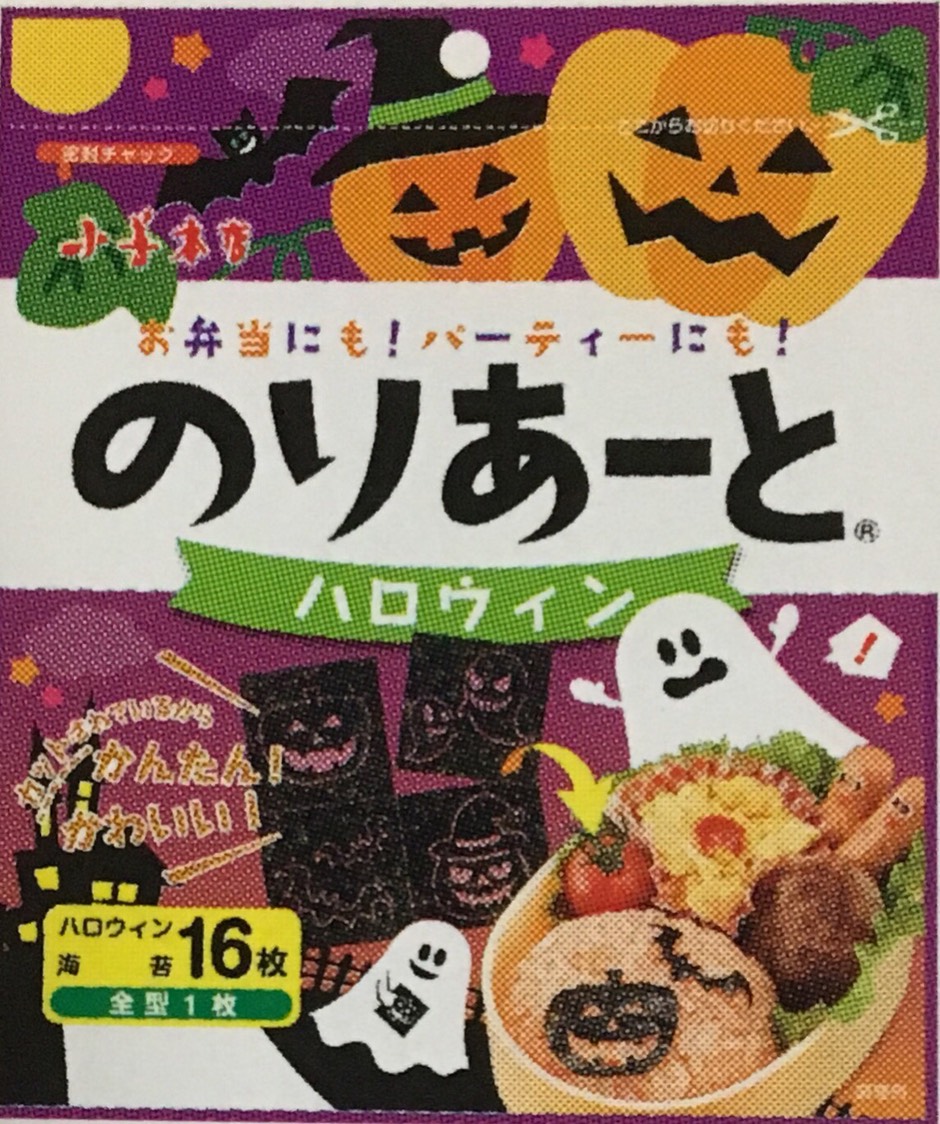 ここからお切りください
密封チャック
小善本店
お弁当にも!パーティーにも!
のりあーと®
ハロウィン
!
カットされているから
かんたん!
かわいい!
ハロウィン
海苔 16枚
全型1枚